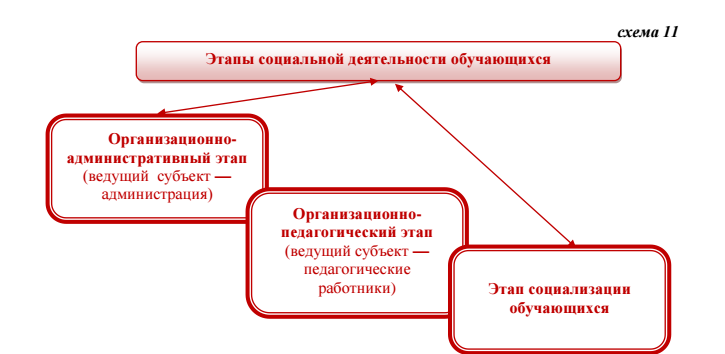 схема 11
Этапы социальной деятельности обучающихся
Организационно-
административный этап
(ведущий субъект —
администрация)
Организационно-
педагогический этап
(ведущий субъект —
педагогические
работники)
Этап социализации
обучающихся